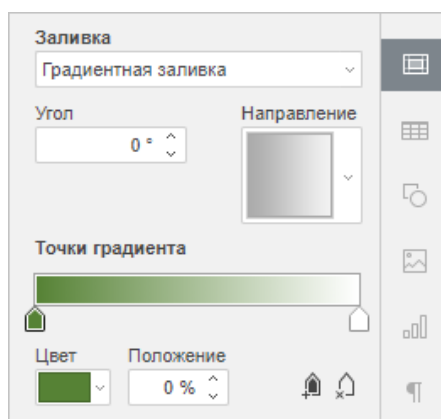 Заливка
Градиентная заливка
Угол Направление
0 °
Точки градиента
Цвет Положение
0 %